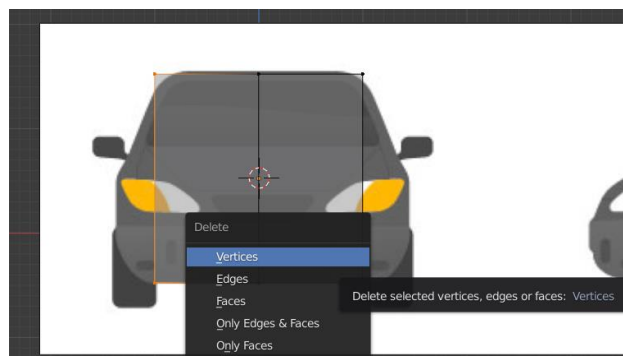 Delete
Vertices
Edges
Faces
Only Edges & Faces
Only Faces
Delete selected vertices, edges or faces: Vertices